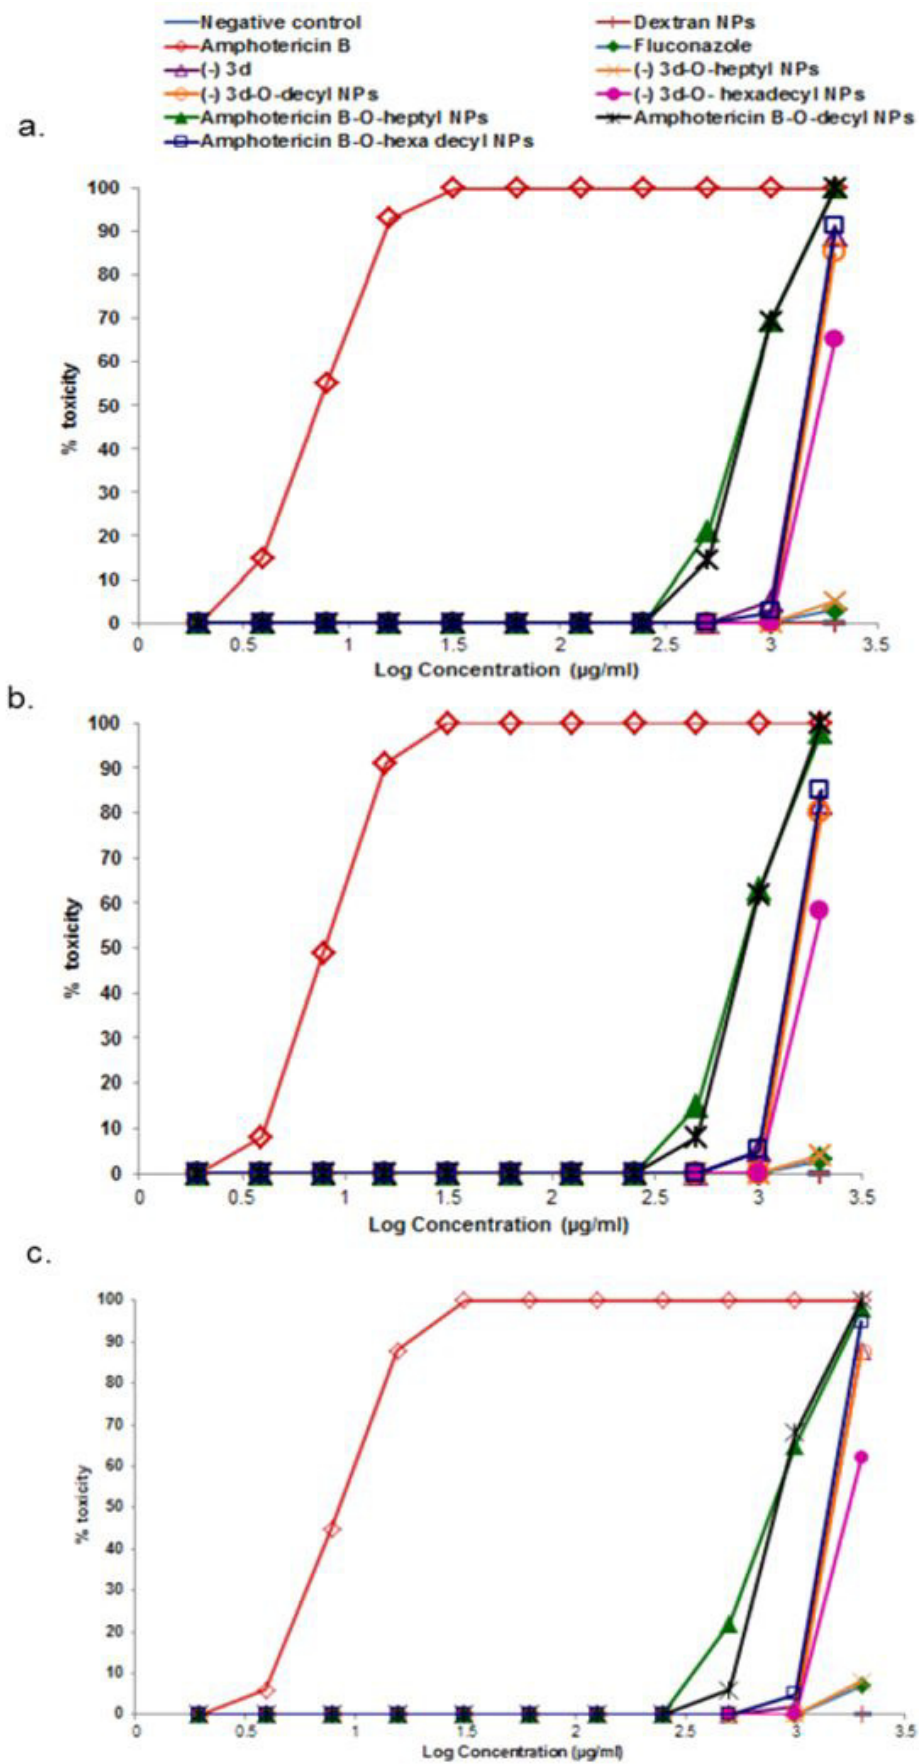 Negative control Dextran NPs
Amphotericin B Fluconazole
(-) 3d (-) 3d-O-heptyl NPs
(-) 3d-O-decyl NPs (-) 3d-O- hexadecyl NPs
Amphotericin B-O-heptyl NPs Amphotericin B-O-decyl NPs
Amphotericin B-O-hexa decyl NPs
a.
100
90
80
70
60
50
40
30
20
10
0
% toxicity
0 0.5 1 1.5 2 2.5 3 3.5
Log Concentration (µg/ml)
b.
100
90
80
70
60
50
40
30
20
10
0
% toxicity
0 0.5 1 1.5 2 2.5 3 3.5
Log Concentration (µg/ml)
c.
100
90
80
70
60
50
40
30
20
10
0
% toxicity
0 0.5 1 1.5 2 2.5 3 3.5
Log Concentration (µg/ml)